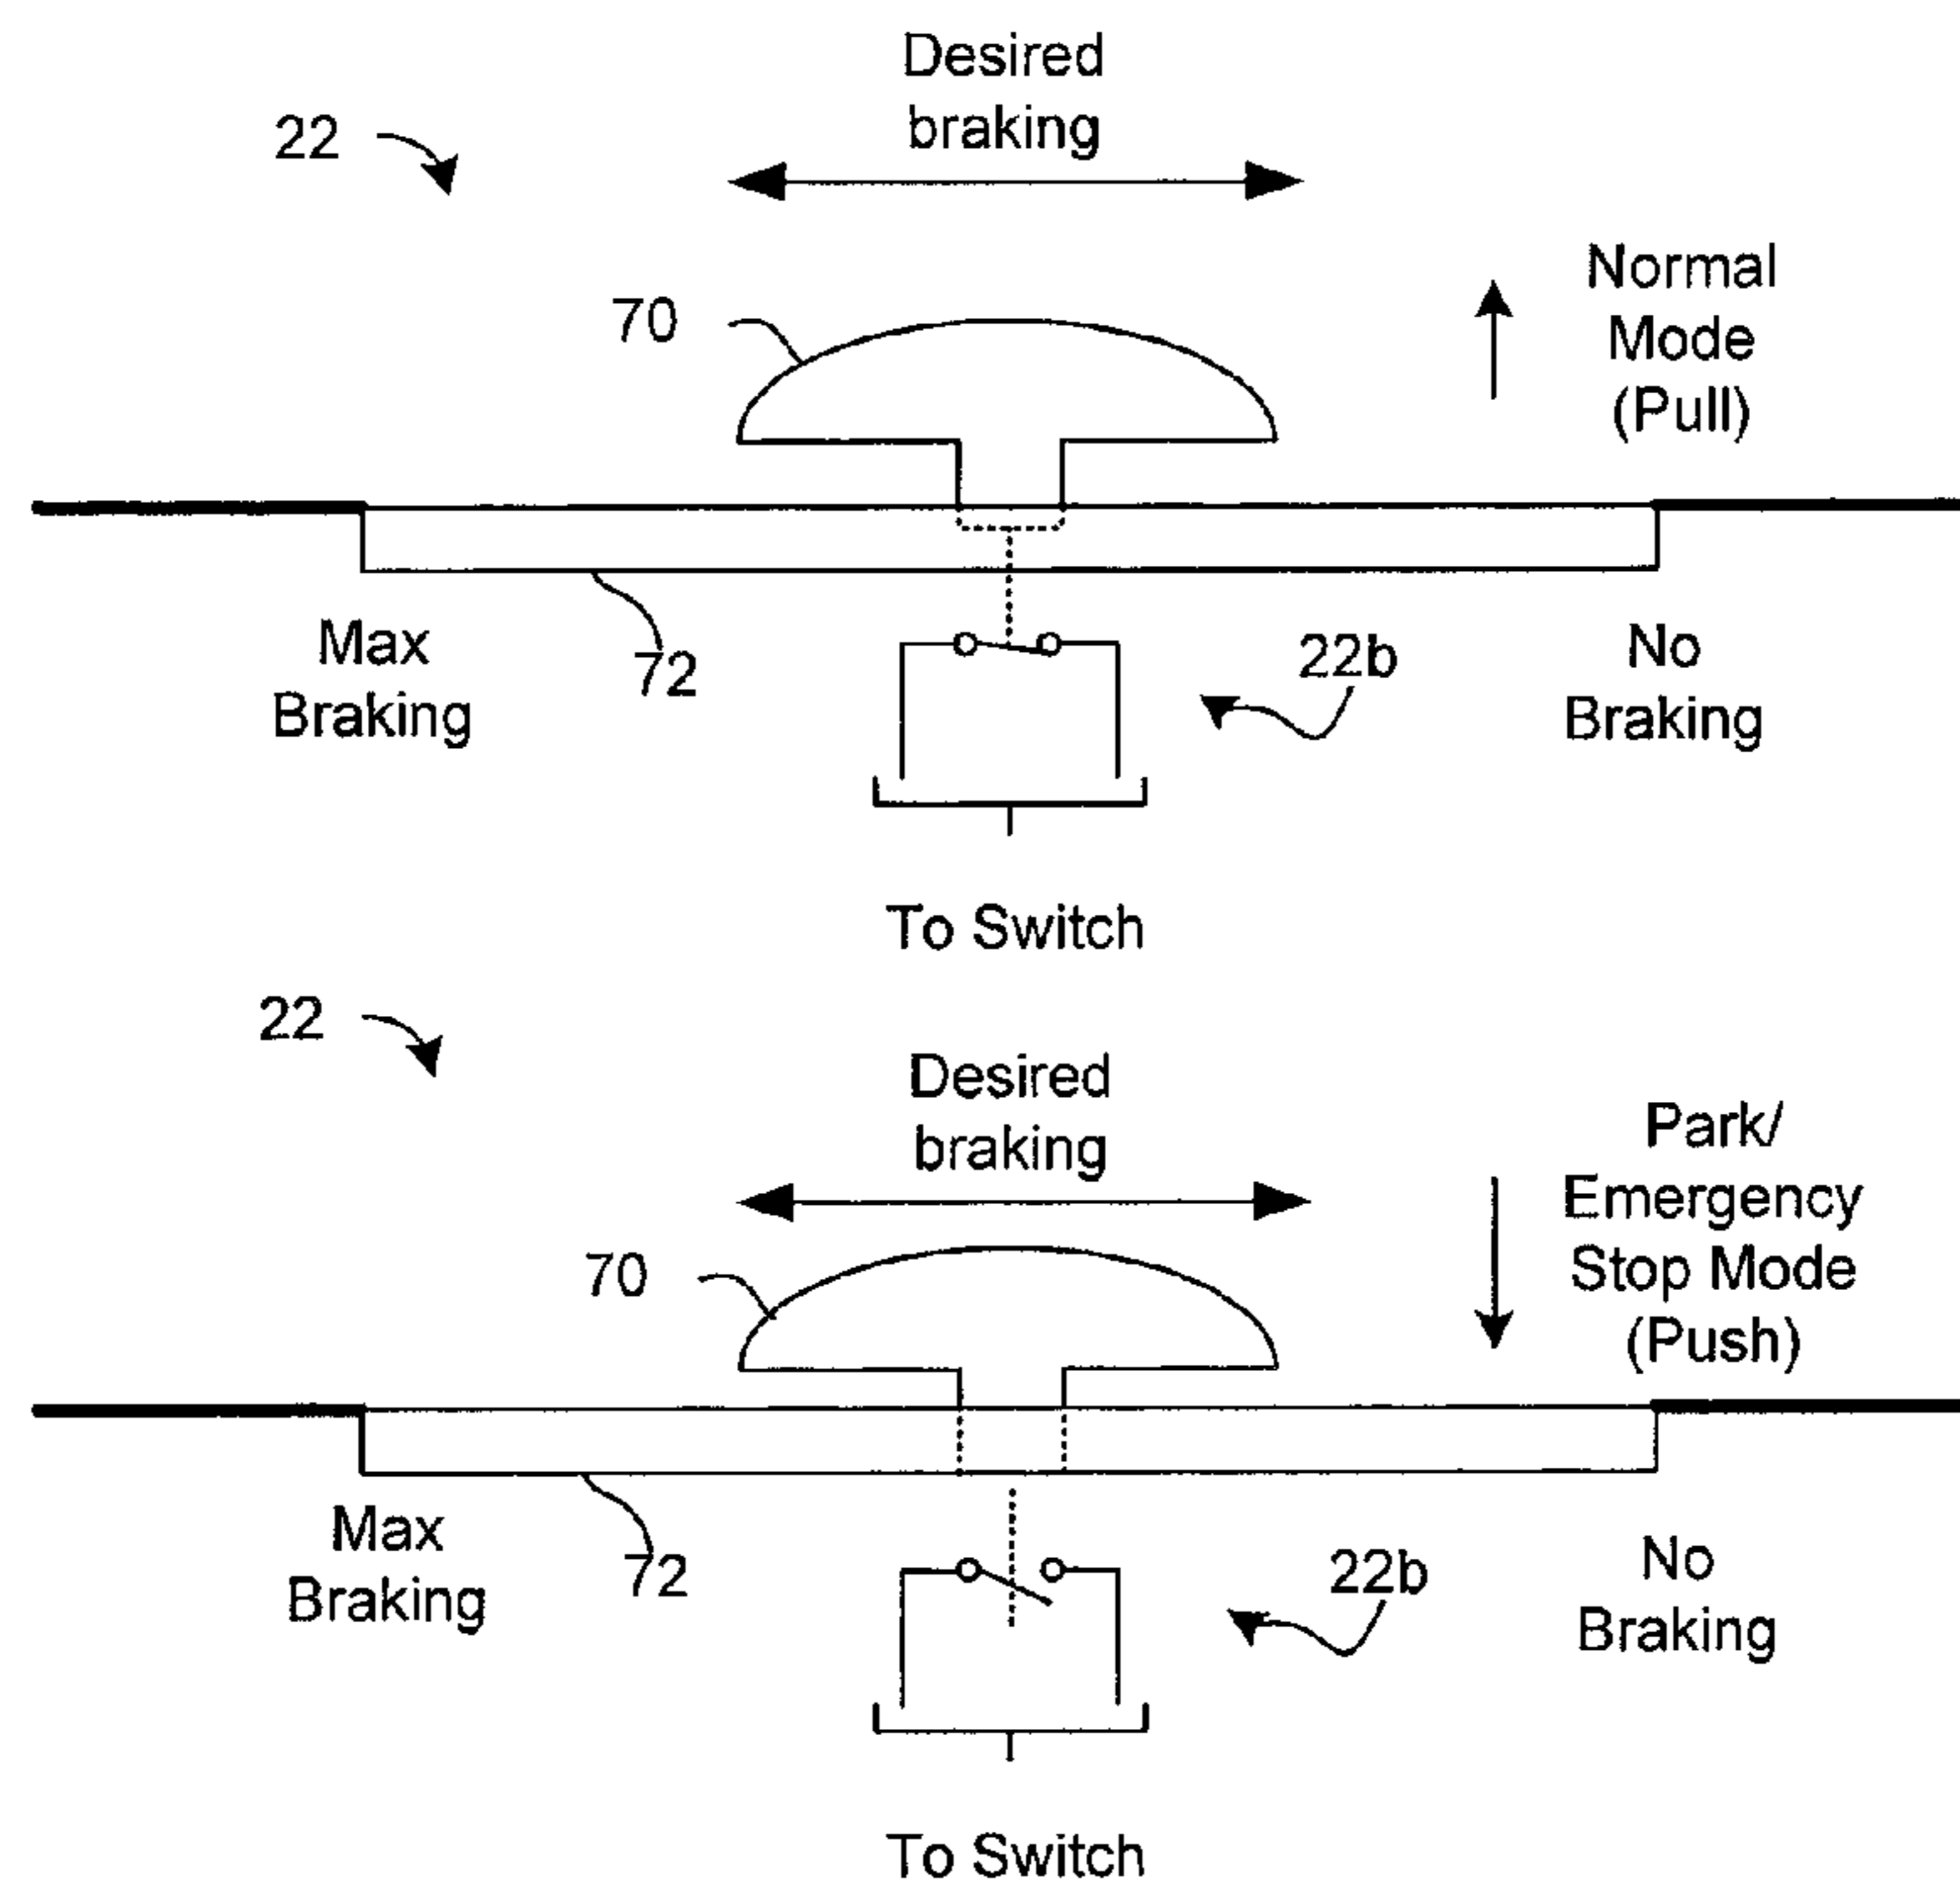 Desired
braking
22
Normal
Mode
(Pull)
70
Max
Braking
72
22b
No
Braking
To Switch
22
Desired
braking
Park/
Emergency
Stop Mode
(Push)
70
Max
Braking
72
22b
No
Braking
To Switch